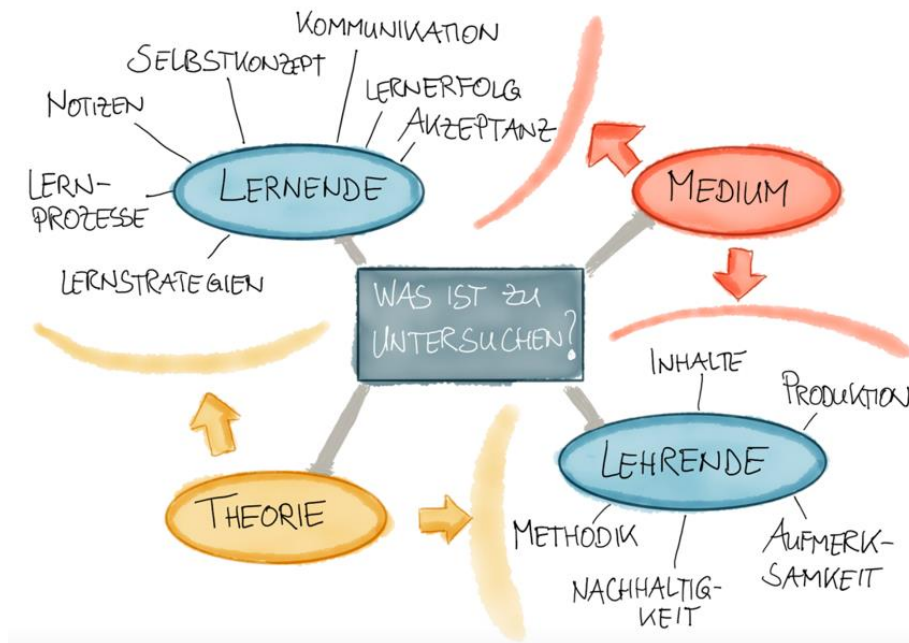 KOMMUNIKATION
SELBSTKONZEPT
LERNERFOLG
NOTIZEN
AKZEPTANZ
LERN-
PROZESSE
LERNENDE
LERNSTRATEGIEN
MEDIUM
WAS IST ZU
UNTERSUCHEN?
INHALTE
PRODUKTION
LEHRENDE
THEORIE
METHODIK
NACHHALTIG-
KEIT
AUFMERK-
SAMKEIT